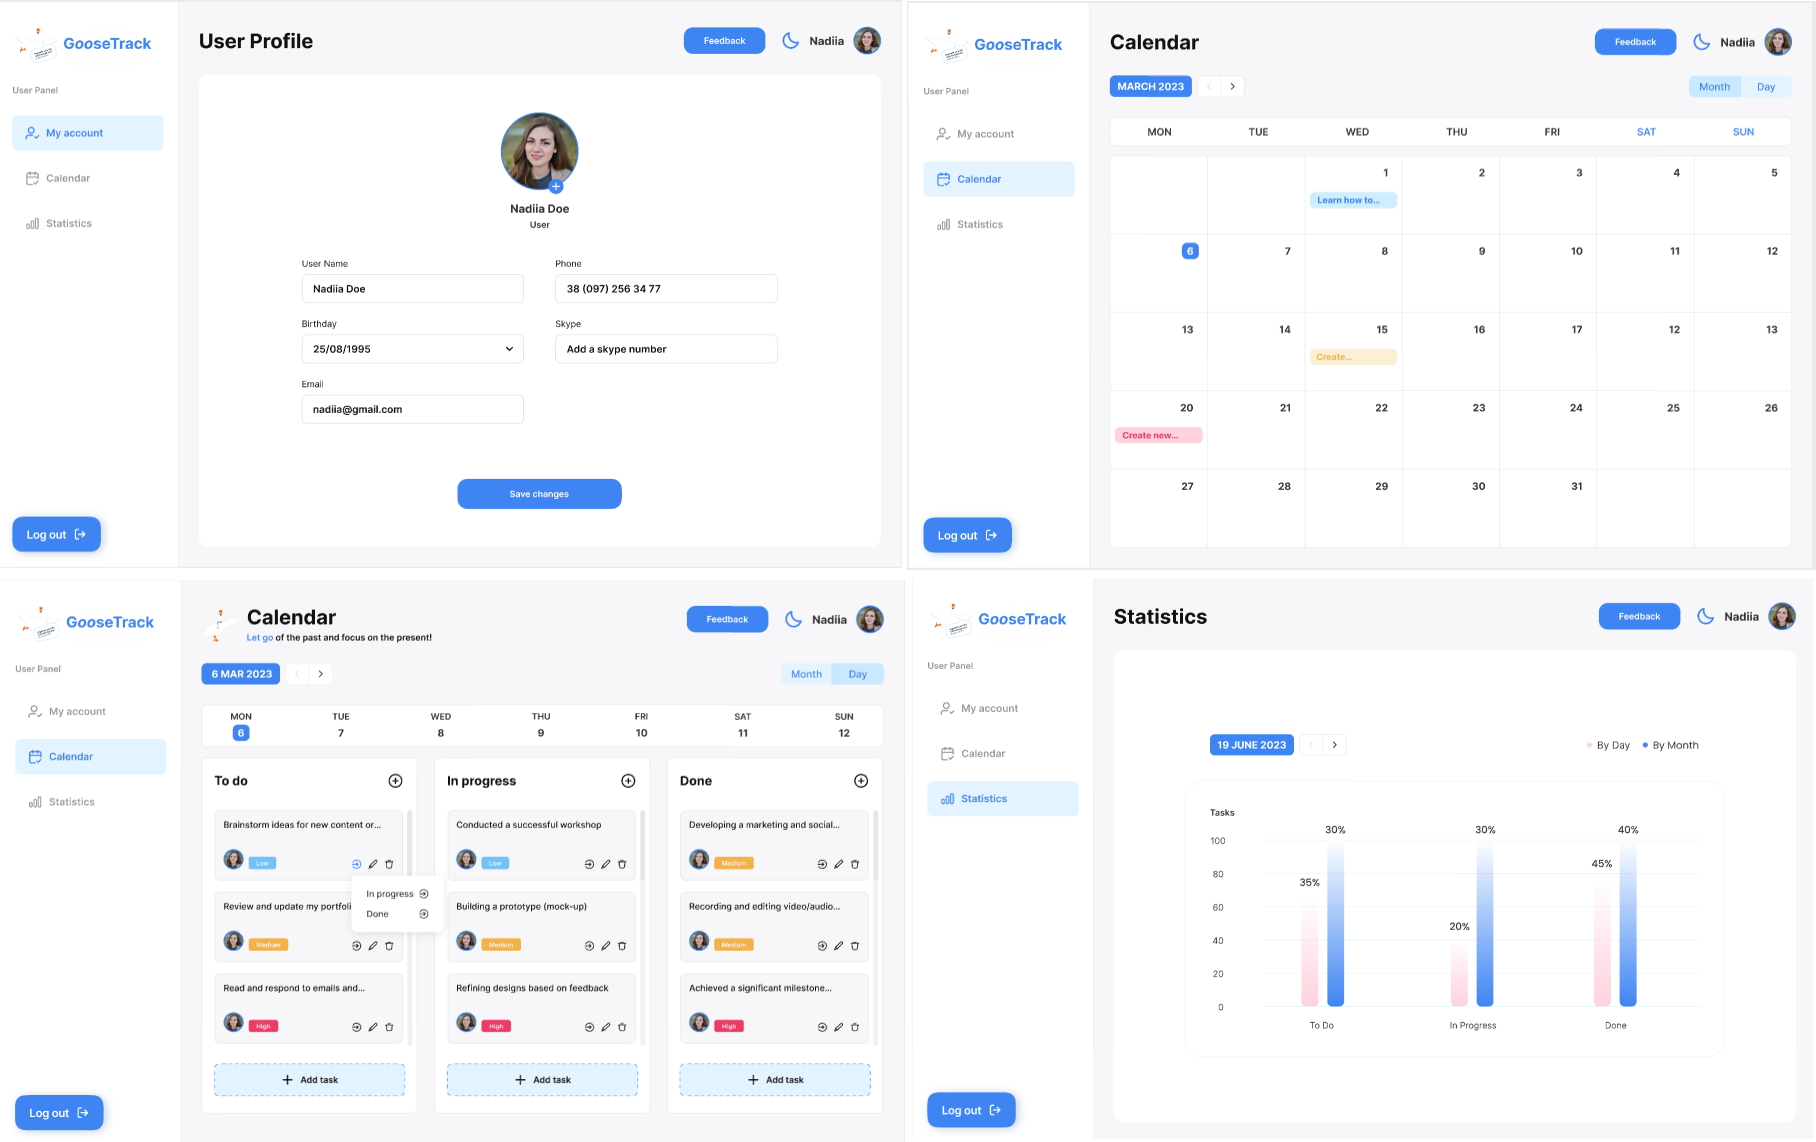 GooseTrack
User Panel
My account
Calendar
Statistics
Log out
User Profile
Feedback
Nadiia
Nadiia Doe
User
User Name
Nadiia Doe
Phone
38 (097) 256 34 77
Birthday
25/08/1995
Skype
Add a skype number
Email
nadiia@gmail.com
Save changes
GooseTrack
User Panel
My account
Calendar
Statistics
Log out
Calendar
Feedback
Nadiia
MARCH 2023
Month Day
MON TUE WED THU FRI SAT SUN
1 2 3 4 5
Learn how to...
6 7 8 9 10 11 12
13 14 15 16 17 12 13
Create...
20 21 22 23 24 25 26
Create new...
27 28 29 30 31
GooseTrack
User Panel
My account
Calendar
Statistics
Log out
Calendar
Let go of the past and focus on the present!
Feedback
Nadiia
6 MAR 2023
Month Day
MON TUE WED THU FRI SAT SUN
6 7 8 9 10 11 12
To do
Brainstorm ideas for new content or...
Low
In progress
Done
Review and update my portfoli
Medium
Read and respond to emails and...
High
Add task
In progress
Conducted a successful workshop
Low
Building a prototype (mock-up)
Medium
Refining designs based on feedback
High
Add task
Done
Developing a marketing and social...
Medium
Recording and editing video/audio...
Medium
Achieved a significant milestone...
High
Add task
GooseTrack
User Panel
My account
Calendar
Statistics
Log out
Statistics
Feedback
Nadiia
19 JUNE 2023
By Day By Month
Tasks
100
80
60
40
20
0
35% 30%
20% 30%
45% 40%
To Do In Progress Done